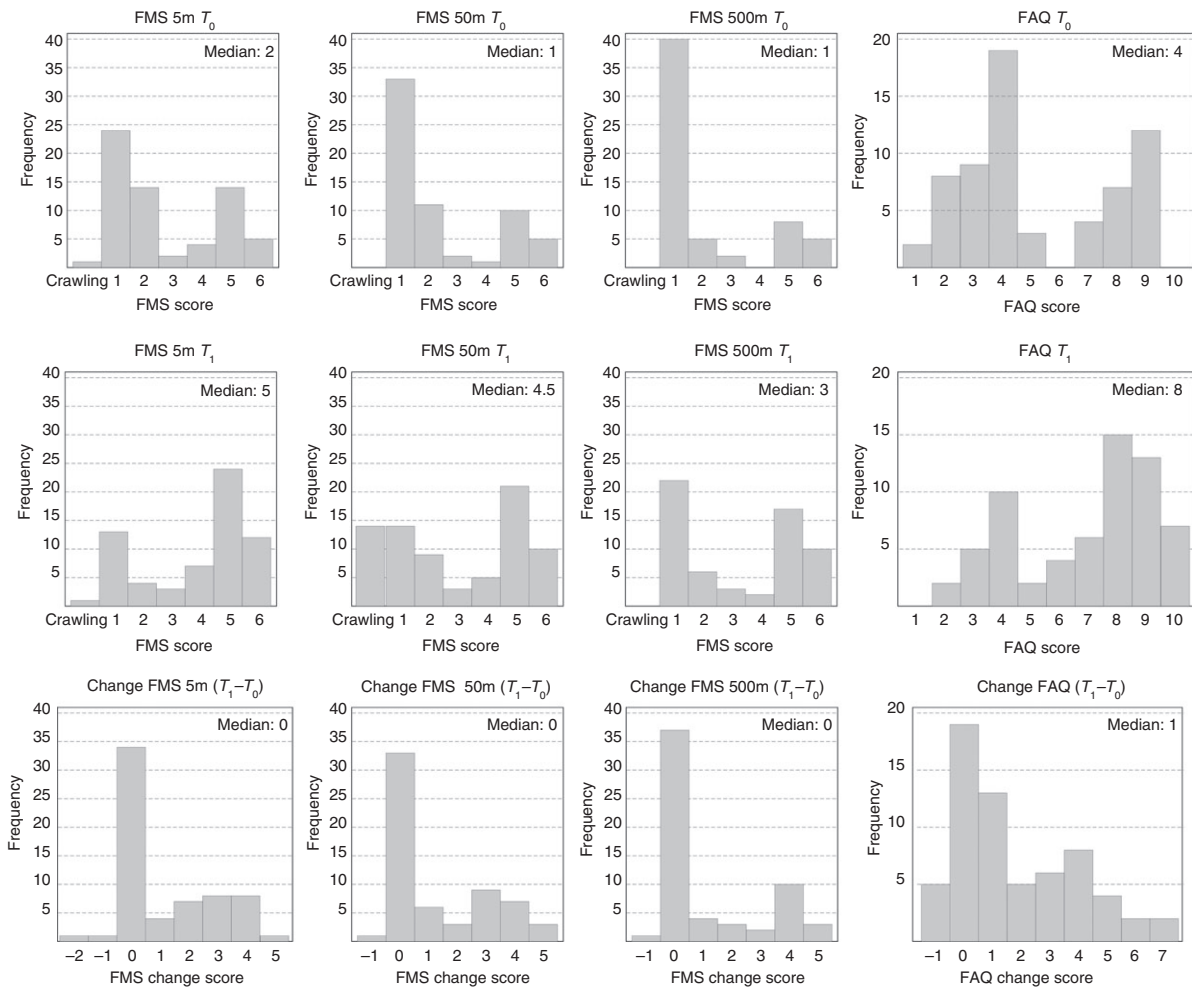 FMS 5m T0
Median: 2
Frequency
40
35
30
25
20
15
10
5
Crawling 1 2 3 4 5 6
FMS score
FMS 50m T0
Median: 1
Frequency
40
35
30
25
20
15
10
5
Crawling 1 2 3 4 5 6
FMS score
FMS 500m T0
Median: 1
Frequency
40
35
30
25
20
15
10
5
Crawling 1 2 3 4 5 6
FMS score
FAQ T0
Median: 4
Frequency
20
15
10
5
1 2 3 4 5 6 7 8 9 10
FAQ score
FMS 5m T1
Median: 5
Frequency
40
35
30
25
20
15
10
5
Crawling 1 2 3 4 5 6
FMS score
FMS 50m T1
Median: 4.5
Frequency
40
35
30
25
20
15
10
5
Crawling 1 2 3 4 5 6
FMS score
FMS 500m T1
Median: 3
Frequency
40
35
30
25
20
15
10
5
Crawling 1 2 3 4 5 6
FMS score
FAQ T1
Median: 8
Frequency
20
15
10
5
1 2 3 4 5 6 7 8 9 10
FAQ score
Change FMS 5m (T1–T0)
Median: 0
Frequency
40
35
30
25
20
15
10
5
–2 –1 0 1 2 3 4 5
FMS change score
Change FMS 50m (T1–T0)
Median: 0
Frequency
40
35
30
25
20
15
10
5
–1 0 1 2 3 4 5
FMS change score
Change FMS 500m (T1–T0)
Median: 0
Frequency
40
35
30
25
20
15
10
5
–1 0 1 2 3 4 5
FMS change score
Change FAQ (T1–T0)
Median: 1
Frequency
20
15
10
5
–1 0 1 2 3 4 5 6 7
FAQ change score